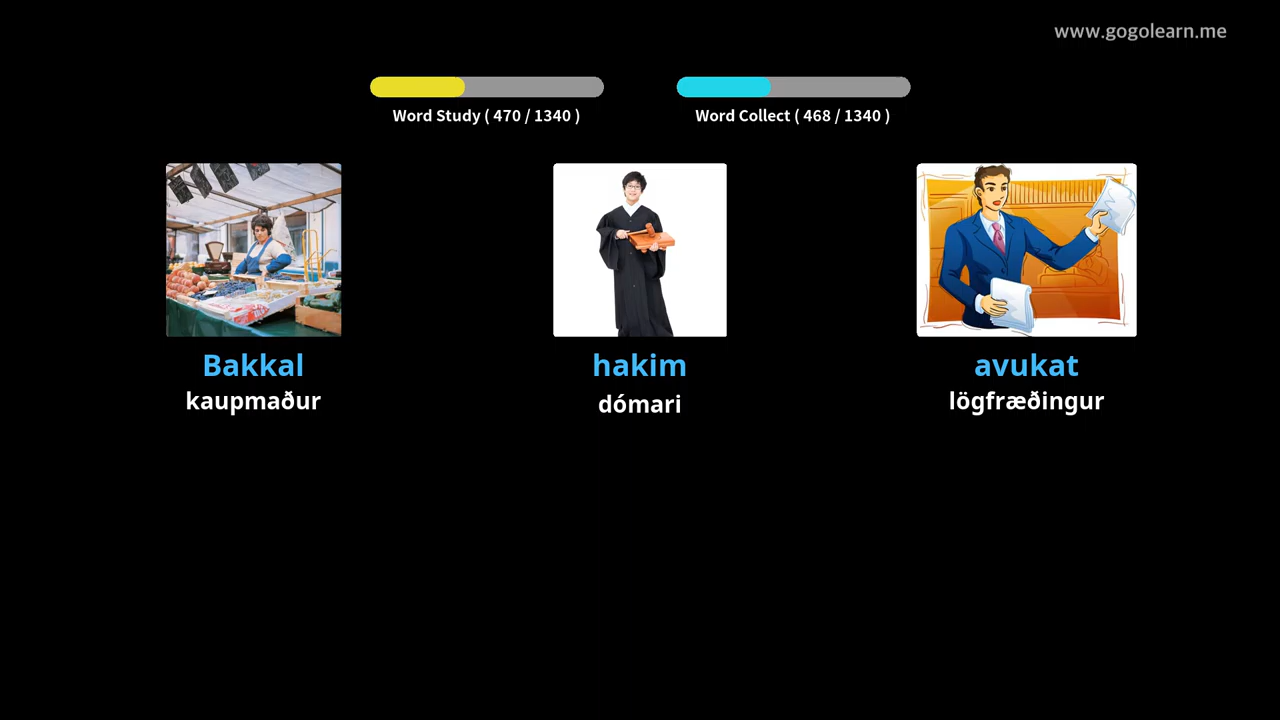 www.gogolearn.me
Word Study ( 470 / 1340 )
Word Collect ( 468 / 1340 )
Bakkal
kaupmaður
hakim
dómari
avukat
lögfræðingur